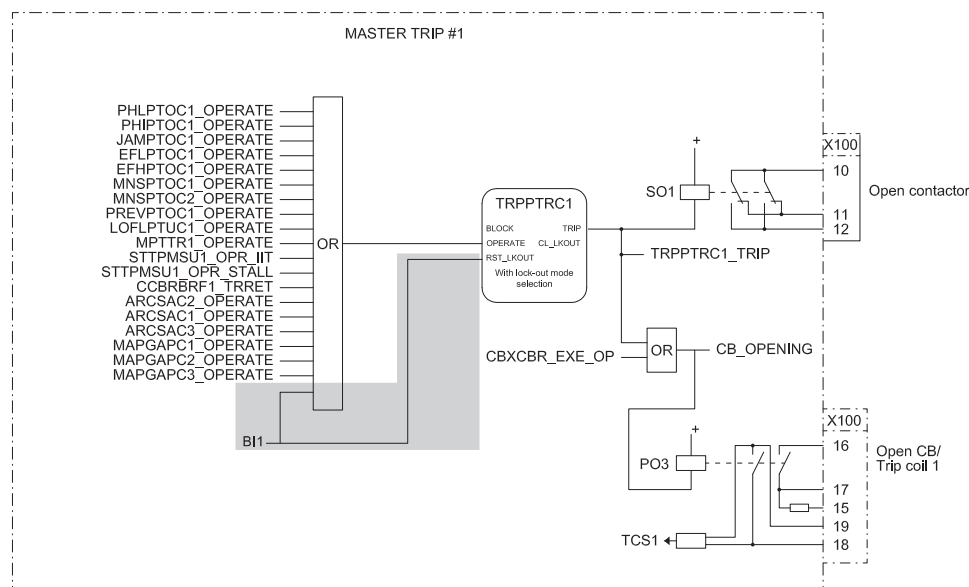 MASTER TRIP #1
PHLPTOC1_OPERATE
PHIPTOC1_OPERATE
JAMPTOC1_OPERATE
EFLPTOC1_OPERATE
EFHPTOC1_OPERATE
MNSPTOC1_OPERATE
MNSPTOC2_OPERATE
PREVPTOC1_OPERATE
LOFLPTUC1_OPERATE
MPTTR1_OPERATE
STTPMSU1_OPR_IIT
STTPMSU1_OPR_STALL
CCBRBRF1_TRRET
ARCSAC2_OPERATE
ARCSAC1_OPERATE
ARCSAC3_OPERATE
MAPGAPC1_OPERATE
MAPGAPC2_OPERATE
MAPGAPC3_OPERATE
BI1
OR
TRPPTRC1
BLOCK TRIP
OPERATE CL_LKOUT
RST_LKOUT
With lock-out mode
selection
+
SO1
X100
10
11
12
Open contactor
TRPPTRC1_TRIP
CBXCBR_EXE_OP
OR
CB_OPENING
+
PO3
TCS1
X100
16
17
15
19
18
Open CB/
Trip coil 1